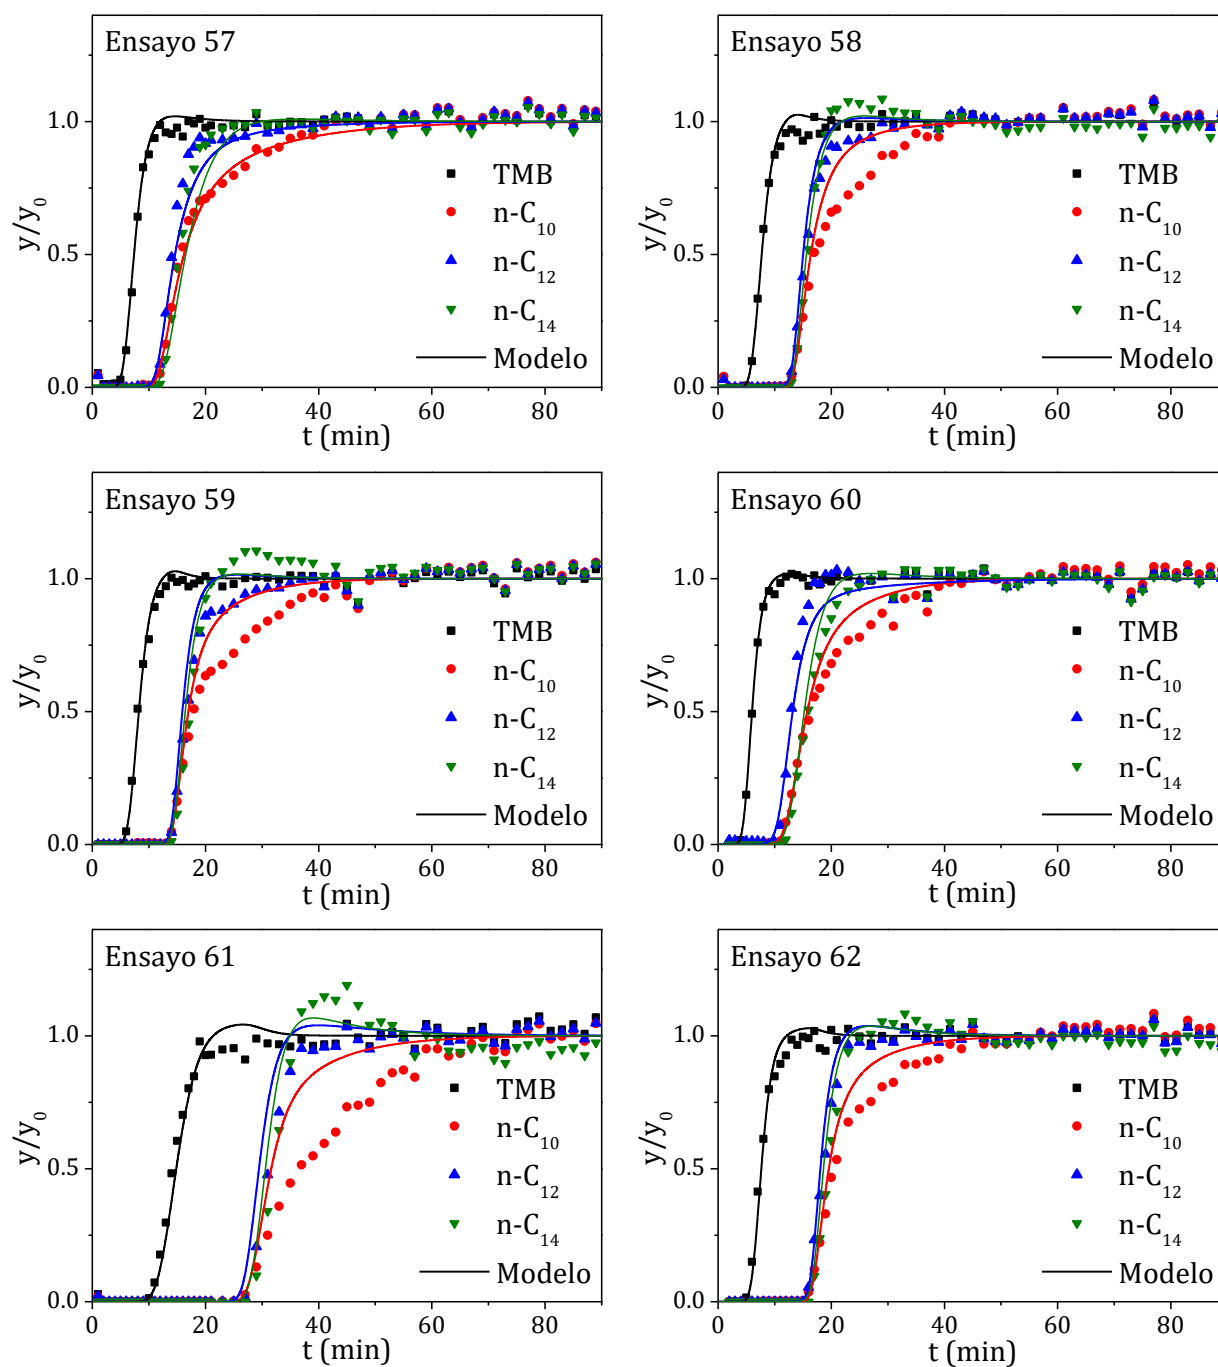 Ensayo 57
y/y₀
1.0
0.5
0.0
TMB
n-C₁₀
n-C₁₂
n-C₁₄
Modelo
0 20 40 60 80
t (min)
Ensayo 58
y/y₀
1.0
0.5
0.0
TMB
n-C₁₀
n-C₁₂
n-C₁₄
Modelo
0 20 40 60 80
t (min)
Ensayo 59
y/y₀
1.0
0.5
0.0
TMB
n-C₁₀
n-C₁₂
n-C₁₄
Modelo
0 20 40 60 80
t (min)
Ensayo 60
y/y₀
1.0
0.5
0.0
TMB
n-C₁₀
n-C₁₂
n-C₁₄
Modelo
0 20 40 60 80
t (min)
Ensayo 61
y/y₀
1.0
0.5
0.0
TMB
n-C₁₀
n-C₁₂
n-C₁₄
Modelo
0 20 40 60 80
t (min)
Ensayo 62
y/y₀
1.0
0.5
0.0
TMB
n-C₁₀
n-C₁₂
n-C₁₄
Modelo
0 20 40 60 80
t (min)